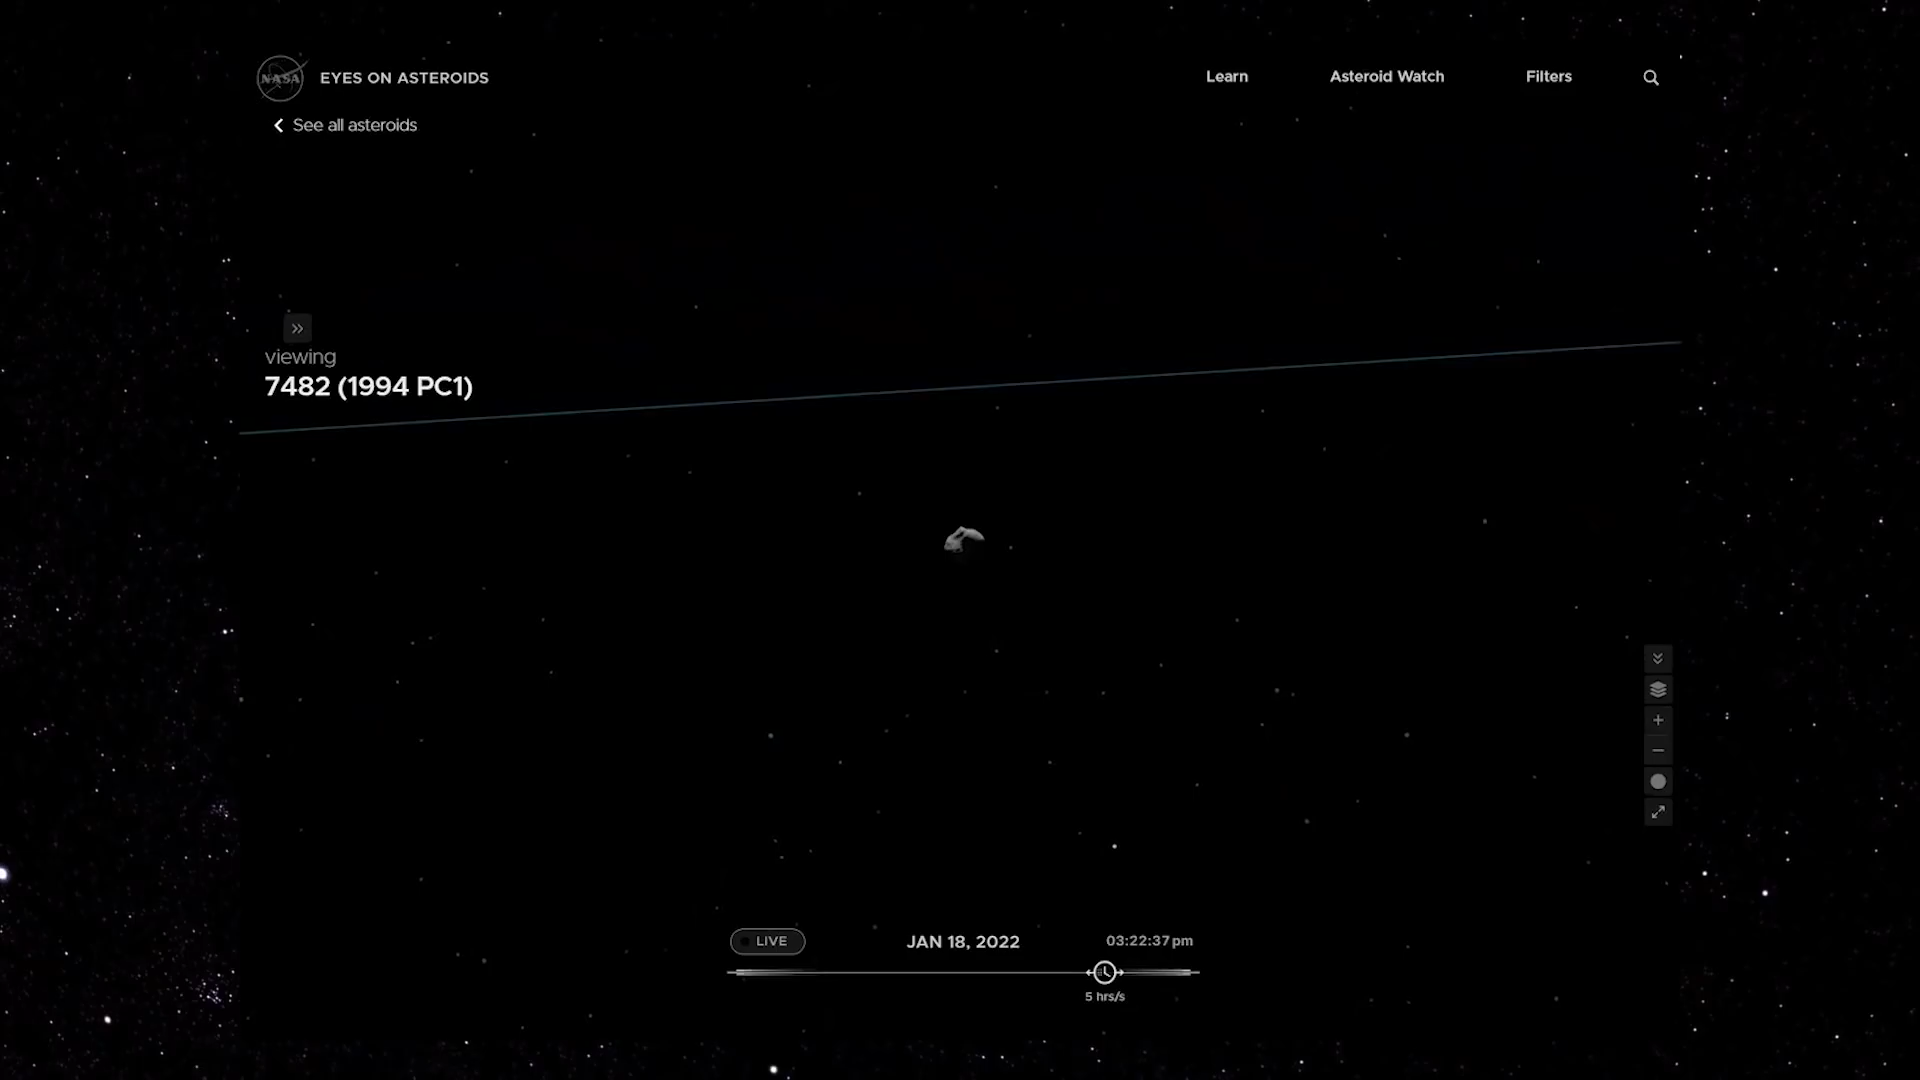 NASA
EYES ON ASTEROIDS
Learn
Asteroid Watch
Filters
See all asteroids
viewing
7482 (1994 PC1)
LIVE
JAN 18, 2022
03:22:37 pm
5 hrs/s